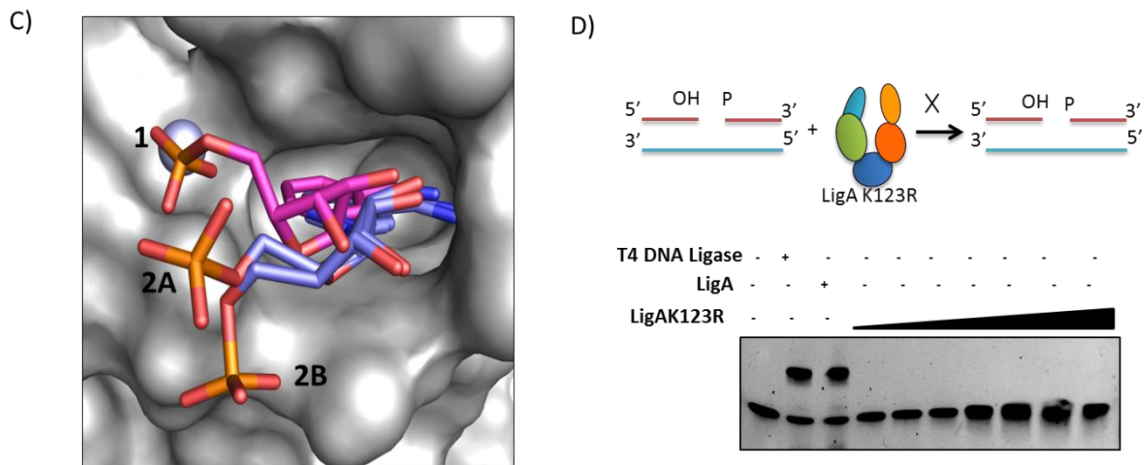 C)
1
2A
2B
D)
5' OH P 3'
3' 5'
+
LigA K123R
X
5' OH P 3'
3' 5'
T4 DNA Ligase - + - - - - - - - -
LigA - - + - - - - - - -
LigAK123R - - -